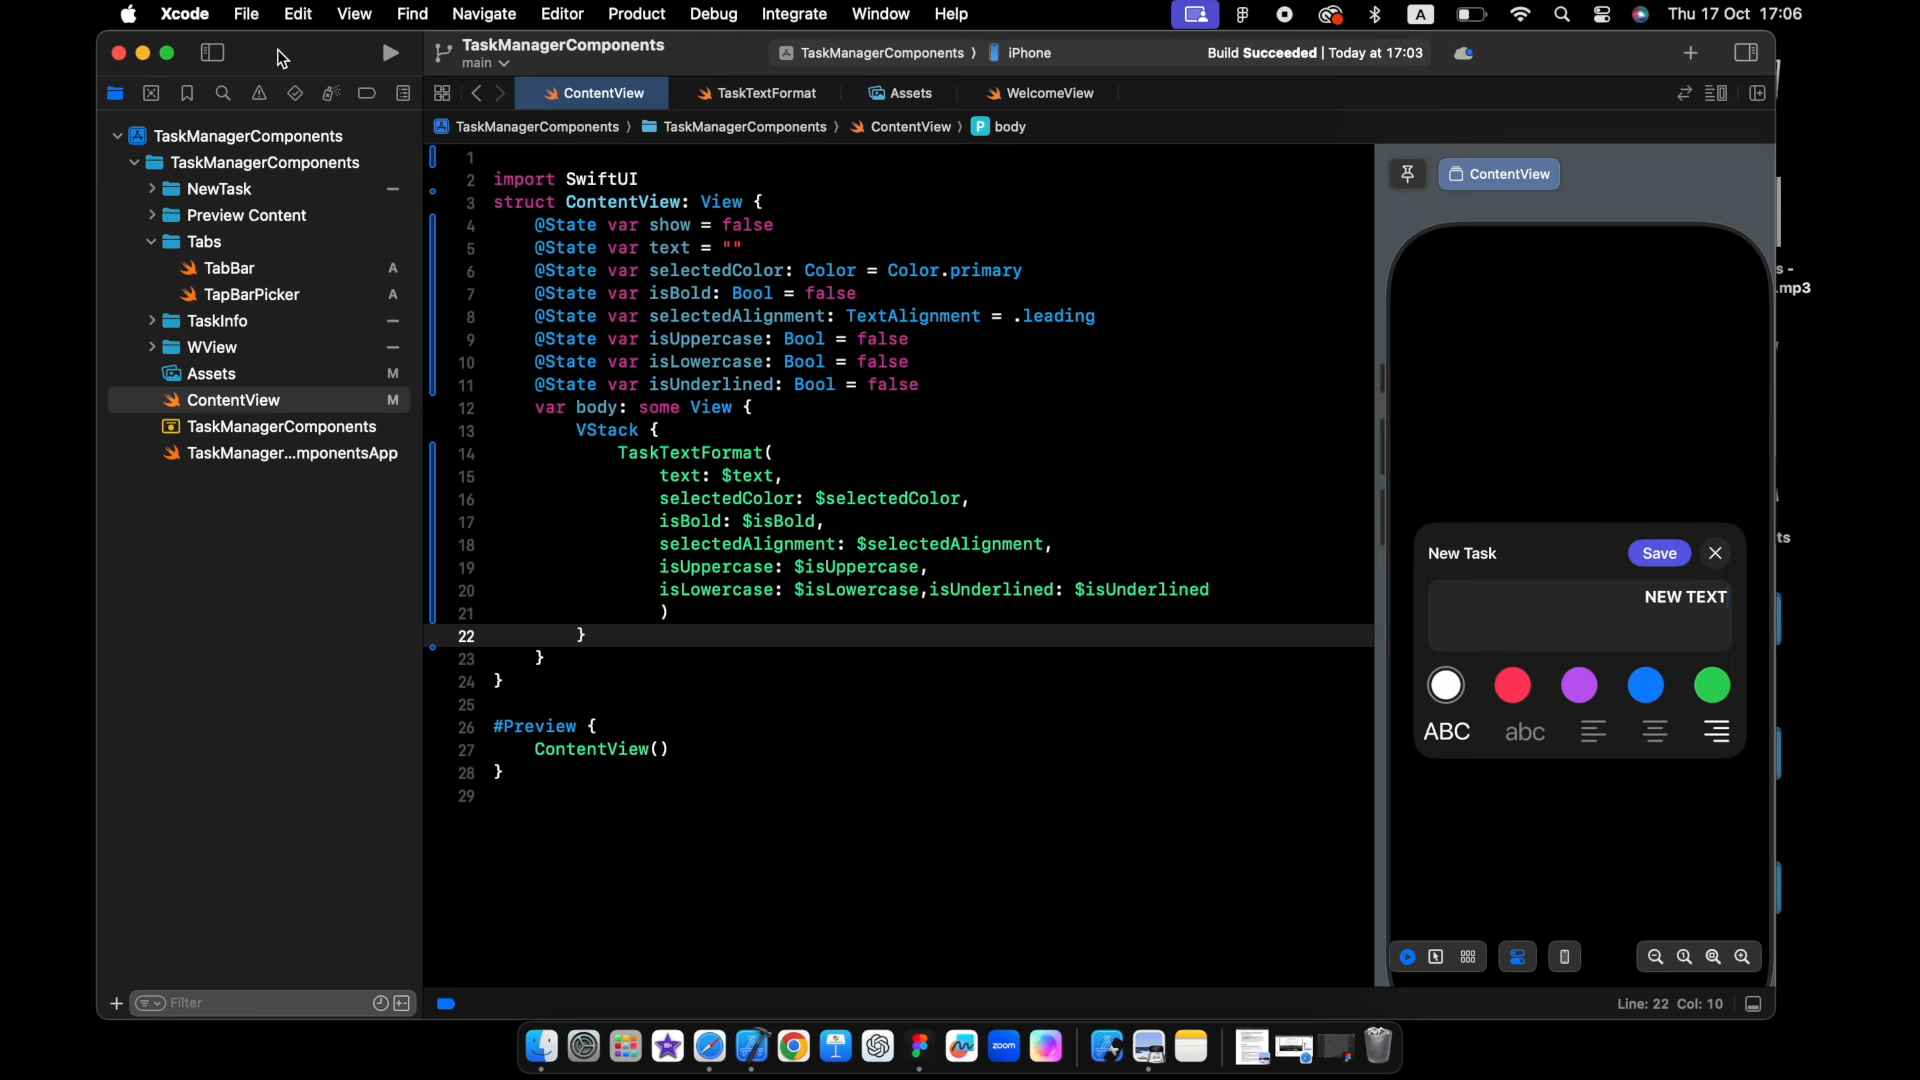 Xcode File Edit View Find Navigate Editor Product Debug Integrate Window Help A Thu 17 Oct 17:06
TaskManagerComponents
main
TaskManagerComponents 〉 iPhone Build Succeeded | Today at 17:03
ContentView TaskTextFormat Assets WelcomeView
TaskManagerComponents 〉 TaskManagerComponents 〉 ContentView 〉 P body
TaskManagerComponents
TaskManagerComponents
NewTask
Preview Content
Tabs
TabBar A
TapBarPicker A
TaskInfo
WView
Assets M
ContentView M
TaskManagerComponents
TaskManager...mponentsApp
Filter
1
2 import SwiftUI
3 struct ContentView: View {
4 @State var show = false
5 @State var text = ""
6 @State var selectedColor: Color = Color.primary
7 @State var isBold: Bool = false
8 @State var selectedAlignment: TextAlignment = .leading
9 @State var isUppercase: Bool = false
10 @State var isLowercase: Bool = false
11 @State var isUnderlined: Bool = false
12 var body: some View {
13 VStack {
14 TaskTextFormat(
15 text: $text,
16 selectedColor: $selectedColor,
17 isBold: $isBold,
18 selectedAlignment: $selectedAlignment,
19 isUppercase: $isUppercase,
20 isLowercase: $isLowercase,isUnderlined: $isUnderlined
21 )
22 }
23 }
24 }
25
26 #Preview {
27 ContentView()
28 }
29
ContentView
New Task Save
NEW TEXT
ABC abc
Line: 22 Col: 10
s -
.mp3
ts
zoom